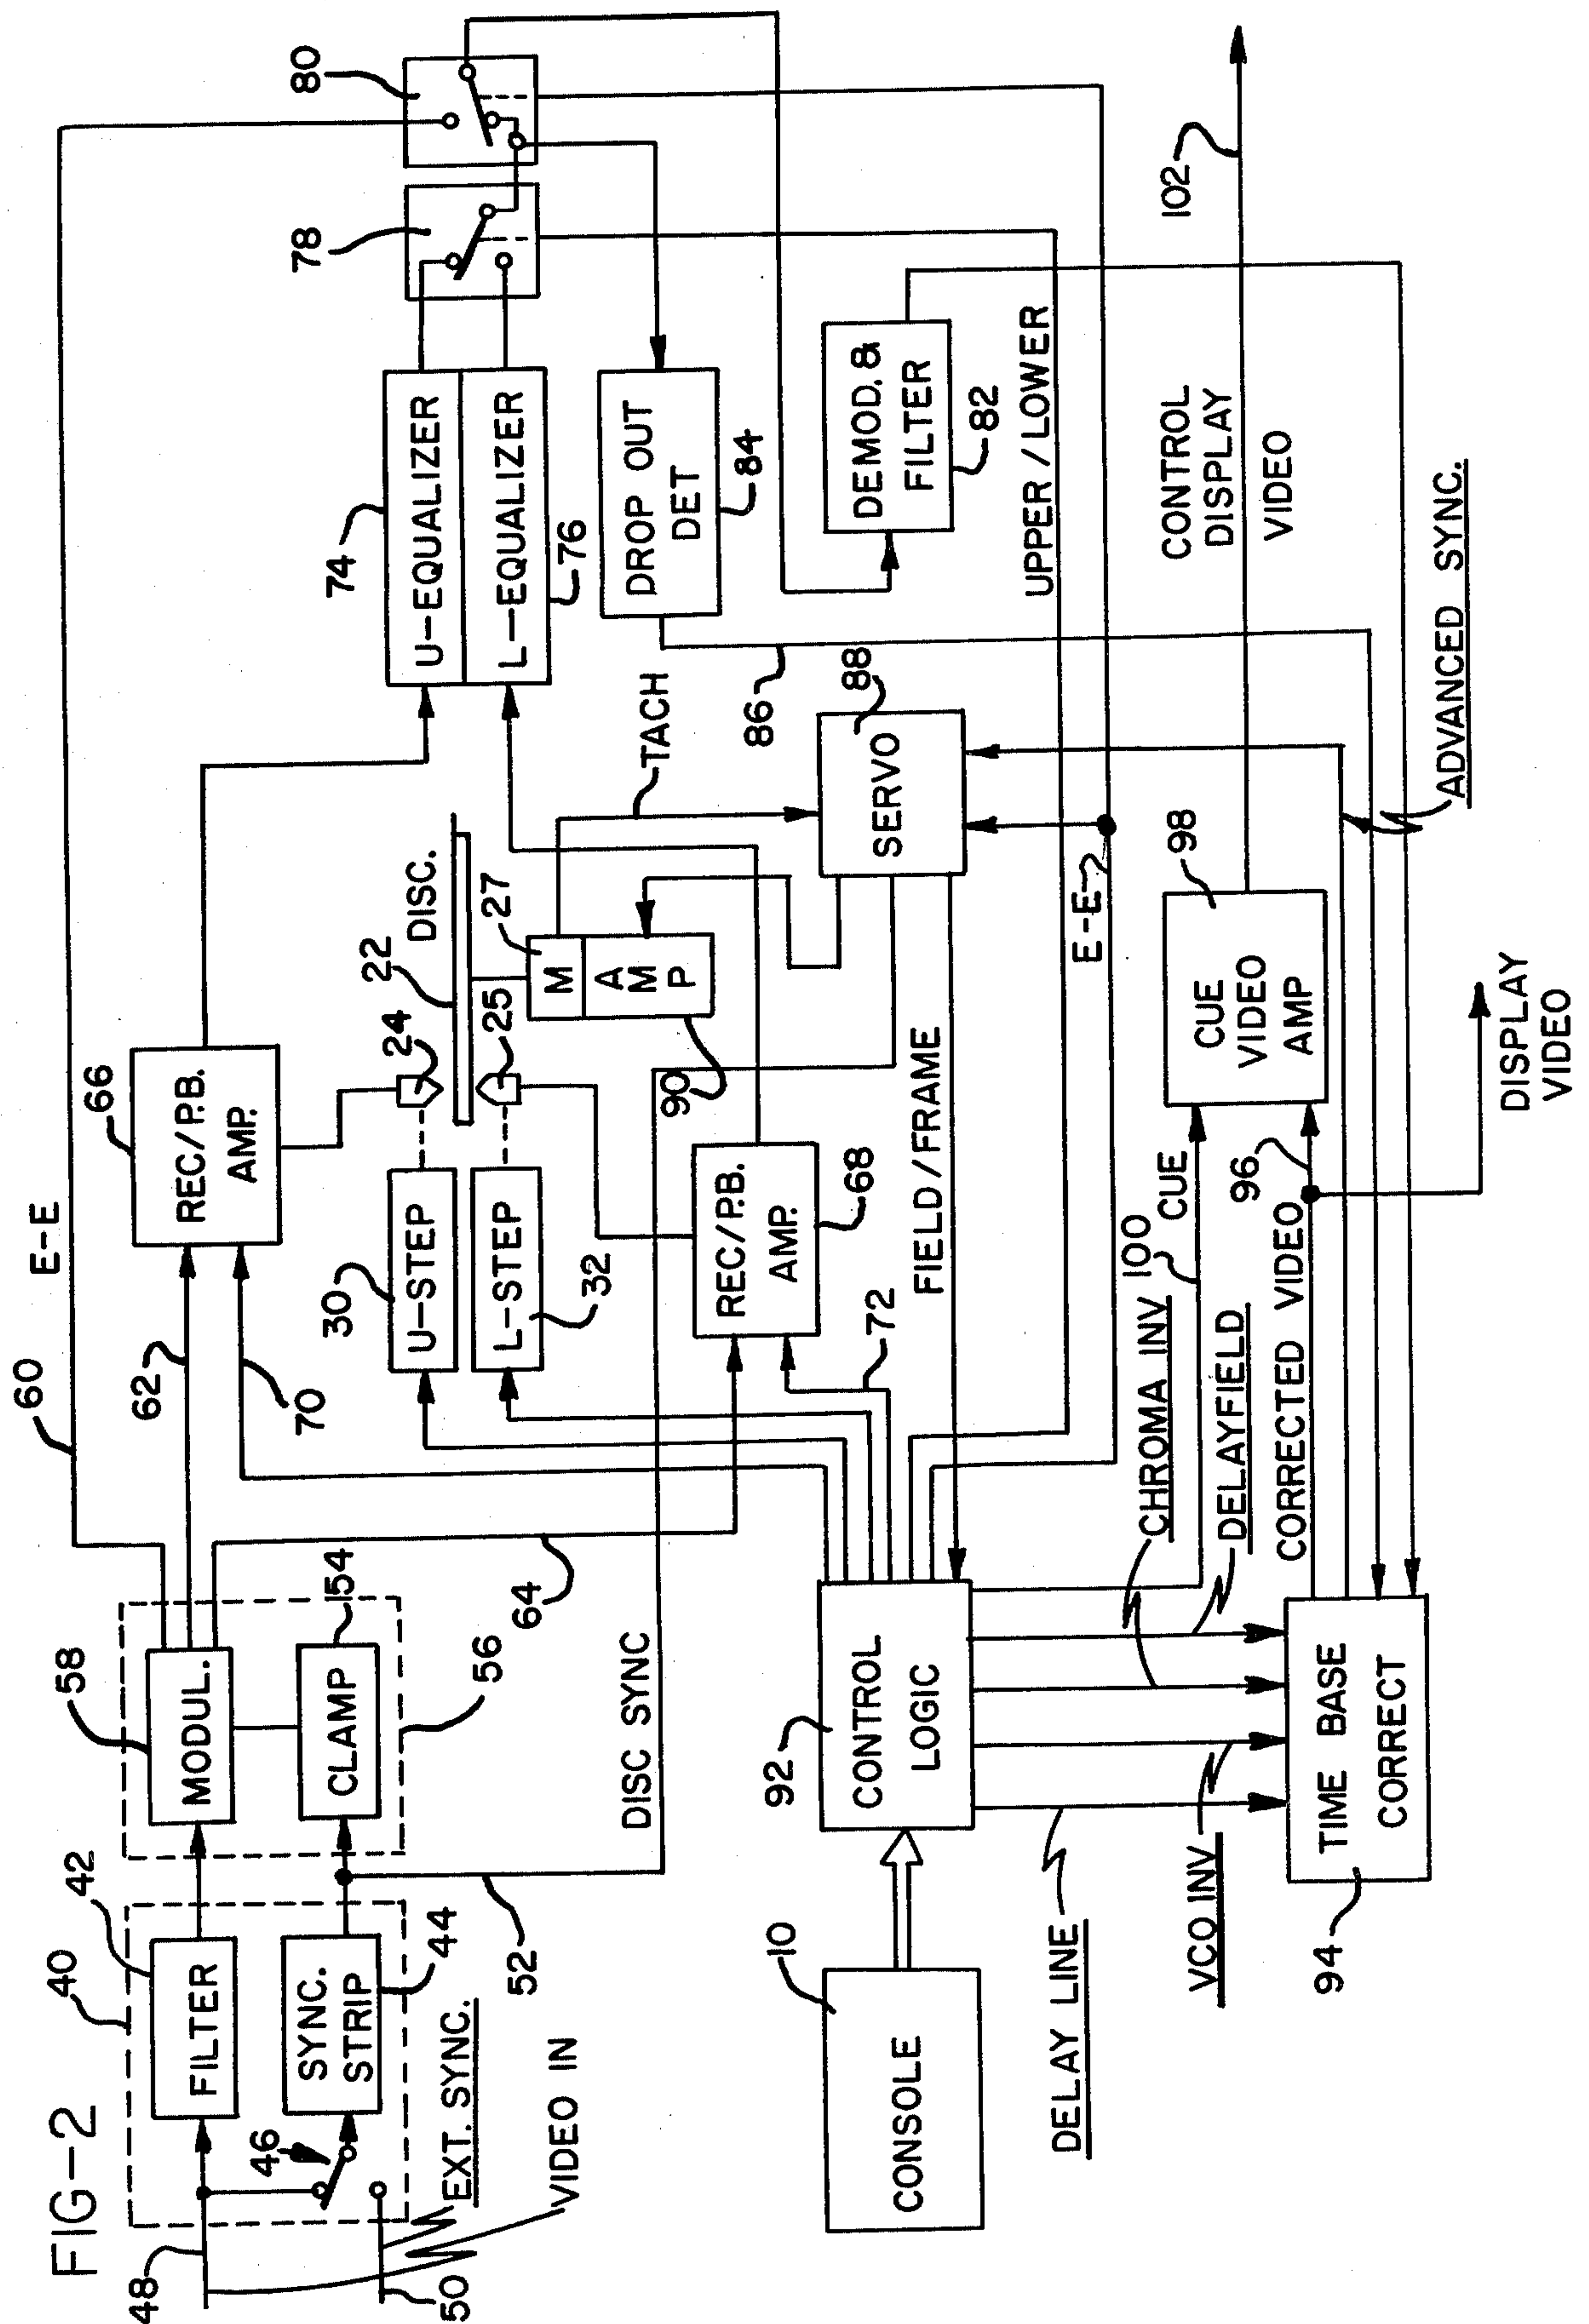 FIG-2
40
42
48
FILTER
SYNC.
STRIP
44
46
50
EXT. SYNC.
VIDEO IN
52
58
MODUL.
CLAMP
154
56
60
E-E
62
70
64
66
REC/P.B.
AMP.
30
U-STEP
L-STEP
32
24
25
22
DISC.
27
M
AMP
90
REC/P.B.
AMP.
68
72
DISC SYNC
TACH
74
U-EQUALIZER
L-EQUALIZER
76
78
80
DROP OUT
DET
84
86
DEMOD. &
FILTER
82
SERVO
88
UPPER/LOWER
E-E
FIELD/FRAME
10
CONSOLE
92
CONTROL
LOGIC
DELAY LINE
VCO INV
CHROMA INV
DELAYFIELD
94
TIME BASE
CORRECT
100
CUE
CORRECTED VIDEO
96
CUE
VIDEO
AMP
98
DISPLAY
VIDEO
CONTROL
DISPLAY
VIDEO
102
ADVANCED SYNC.